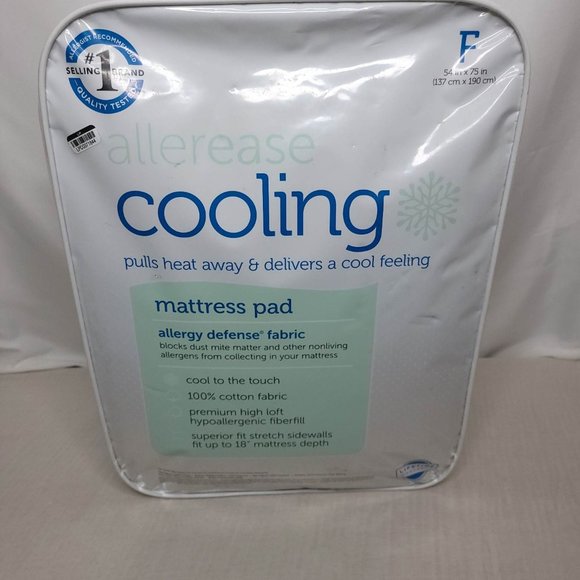 ALLERGIST RECOMMENDED
#1
SELLING BRAND
QUALITY TESTED
F
54 in x 75 in
(137 cm x 190 cm)
allerease
cooling
pulls heat away & delivers a cool feeling
mattress pad
allergy defense® fabric
blocks dust mite matter and other nonliving
allergens from collecting in your mattress
cool to the touch
100% cotton fabric
premium high loft
hypoallergenic fiberfill
superior fit stretch sidewalls
fit up to 18" mattress depth